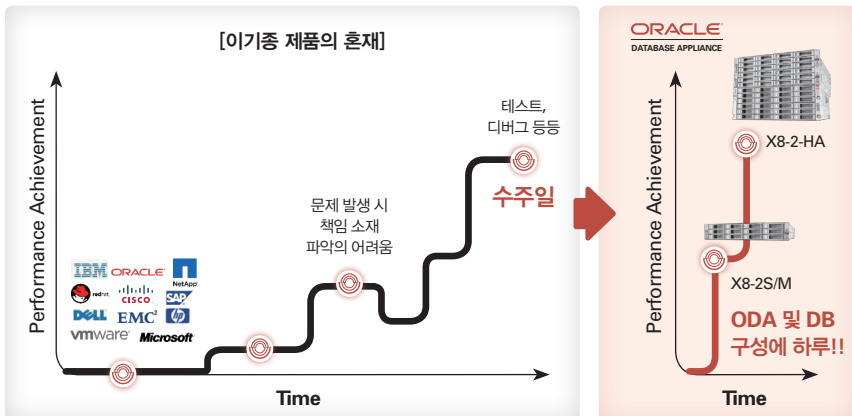 [이기종 제품의 혼재]
Performance Achievement
테스트,
디버그 등등
수주일
문제 발생 시
책임 소재
파악의 어려움
IBM ORACLE NetApp
redhat. CISCO SAP
DELL EMC² hp
vmware Microsoft
Time
ORACLE
DATABASE APPLIANCE
Performance Achievement
X8-2-HA
X8-2S/M
ODA 및 DB
구성에 하루!!
Time